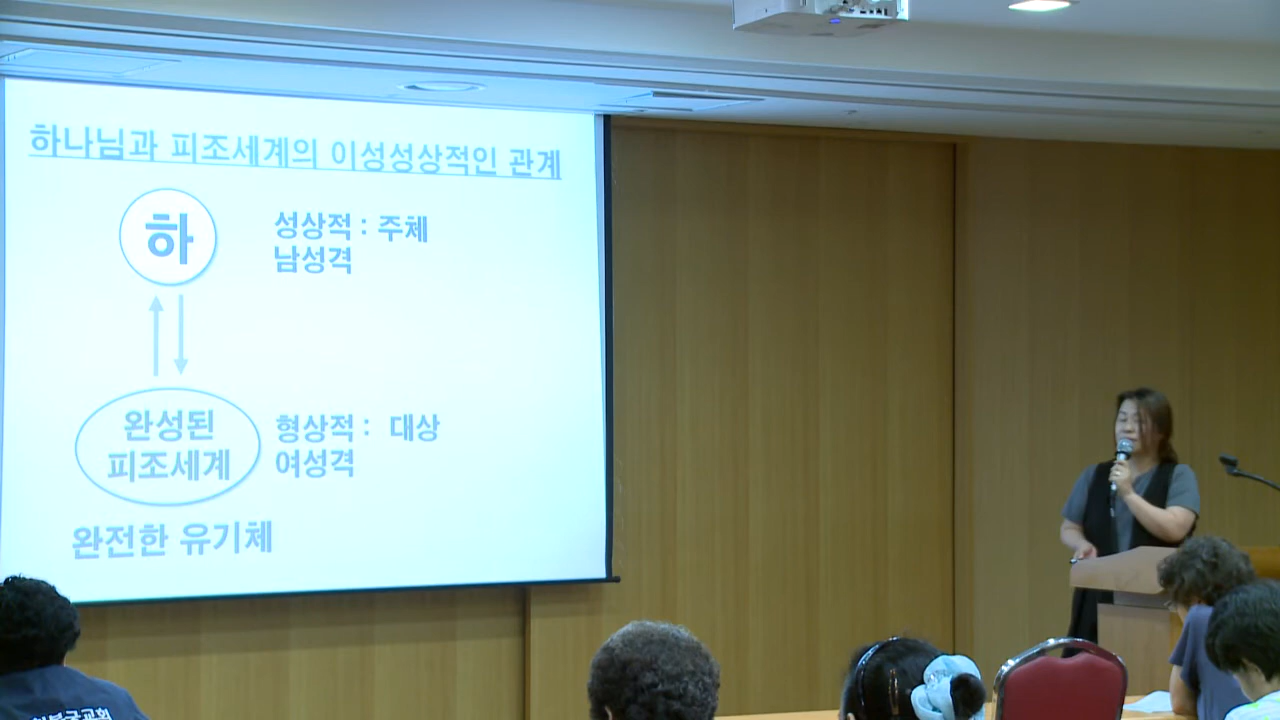 하나님과 피조세계의 이성성상적인 관계
하
성상적 : 주체
남성격
완성된
피조세계
형상적 : 대상
여성격
완전한 유기체